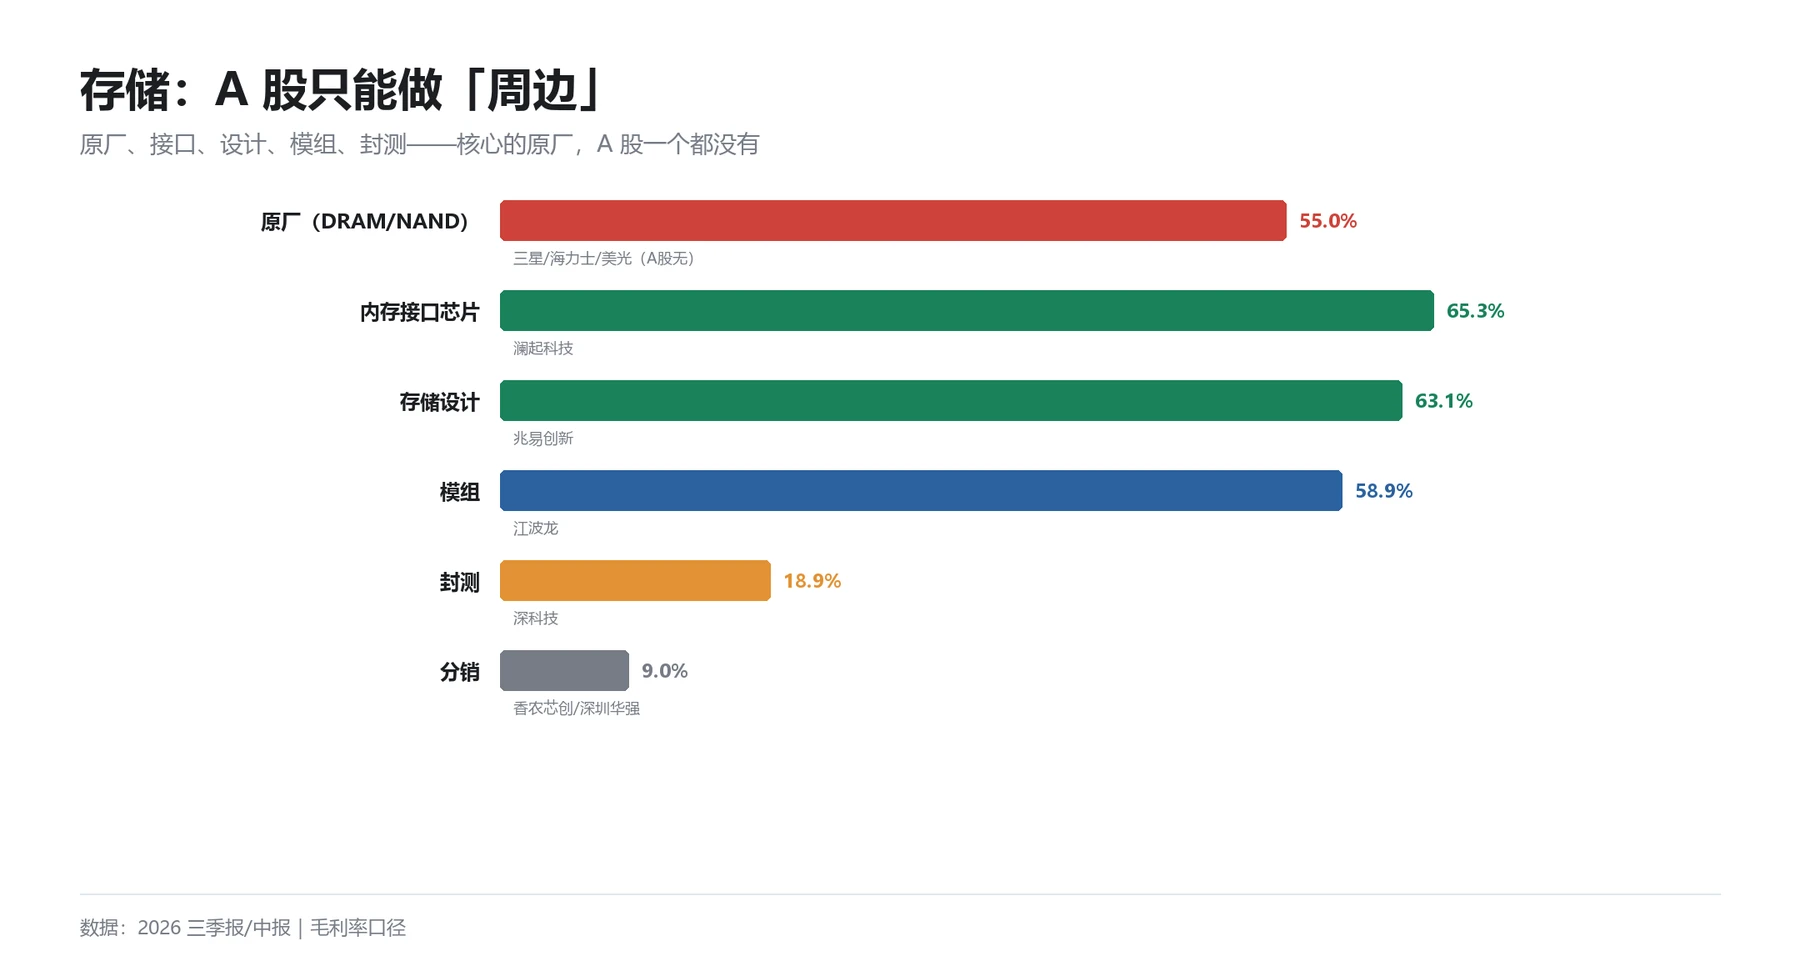 存储：A 股只能做「周边」
原厂、接口、设计、模组、封测——核心的原厂，A 股一个都没有
原厂（DRAM/NAND）
55.0%
三星/海力士/美光（A股无）
内存接口芯片
65.3%
澜起科技
存储设计
63.1%
兆易创新
模组
58.9%
江波龙
封测
18.9%
深科技
分销
9.0%
香农芯创/深圳华强
数据：2026 三季报/中报 | 毛利率口径